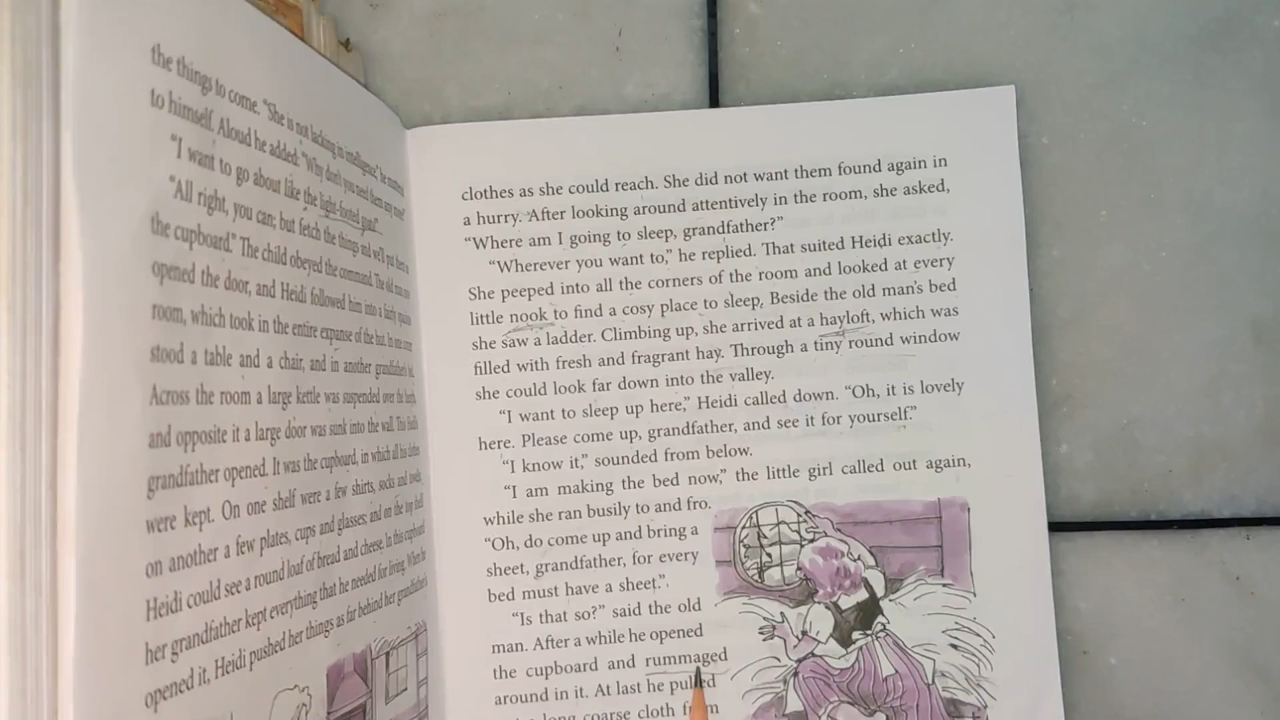 the things to come. “She is not lacking in intelligence,” he muttered
to himself. Aloud he added: “Why don't you need them any more?”
“I want to go about like the light-footed goats.”
“All right, you can; but fetch the things and we'll put them in
the cupboard.” The child obeyed the command. The old man now
opened the door, and Heidi followed him into a fairly spacious
room, which took in the entire expanse of the hut. In one corner
stood a table and a chair, and in another grandfather's bed.
Across the room a large kettle was suspended over the hearth,
and opposite it a large door was sunk into the wall. This Heidi's
grandfather opened. It was the cupboard, in which all his clothes
were kept. On one shelf were a few shirts, socks and towels,
on another a few plates, cups and glasses; and on the top shelf
Heidi could see a round loaf of bread and cheese. In this cupboard
her grandfather kept everything that he needed for living. When he
opened it, Heidi pushed her things as far behind her grandfather's
clothes as she could reach. She did not want them found again in
a hurry. After looking around attentively in the room, she asked,
“Where am I going to sleep, grandfather?”
“Wherever you want to,” he replied. That suited Heidi exactly.
She peeped into all the corners of the room and looked at every
little nook to find a cosy place to sleep. Beside the old man's bed
she saw a ladder. Climbing up, she arrived at a hayloft, which was
filled with fresh and fragrant hay. Through a tiny round window
she could look far down into the valley.
“I want to sleep up here,” Heidi called down. “Oh, it is lovely
here. Please come up, grandfather, and see it for yourself.”
“I know it,” sounded from below.
“I am making the bed now,” the little girl called out again,
while she ran busily to and fro.
“Oh, do come up and bring a
sheet, grandfather, for every
bed must have a sheet.”
“Is that so?” said the old
man. After a while he opened
the cupboard and rummaged
around in it. At last he pulled
long coarse cloth from